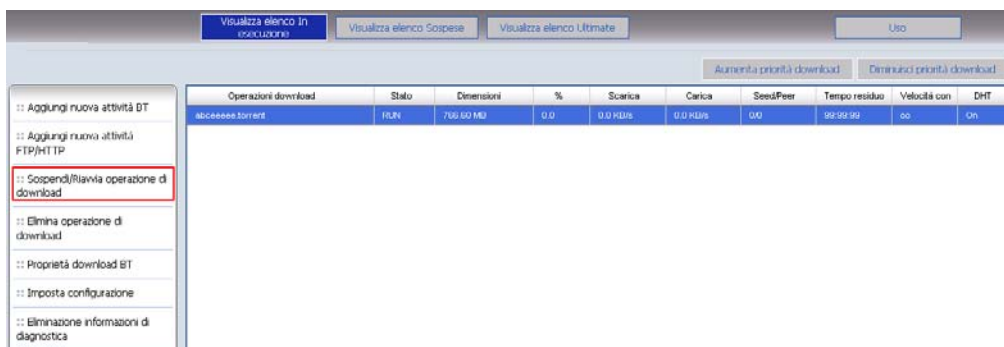 Visualizza elenco In
esecuzione
Visualizza elenco Sospese
Visualizza elenco Ultimate
Uso
Aumenta priorità download
Diminuisci priorità download
:: Aggiungi nuova attività BT
:: Aggiungi nuova attività
FTP/HTTP
:: Sospendi/Riavvia operazione di
download
:: Elimina operazione di
download
:: Proprietà download BT
:: Imposta configurazione
:: Eliminazione informazioni di
diagnostica
Operazioni download Stato Dimensioni % Scarica Carica Seed/Peer Tempo residuo Velocità con DHT
abceeeee.torrent RUN 766.60 MB 0.0 0.0 KB/s 0.0 KB/s 0/0 99:99:99 oo On